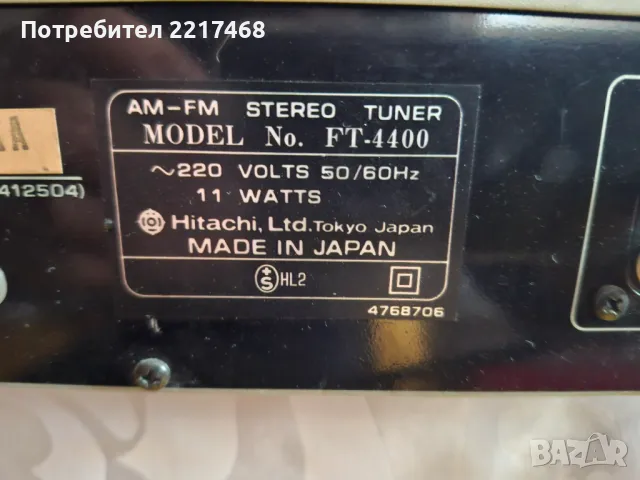 Потребител 2217468
AM-FM STEREO TUNER
MODEL No. FT-4400
~220 VOLTS 50/60Hz
11 WATTS
Hitachi, Ltd. Tokyo Japan
MADE IN JAPAN
S HL2
4768706
412504)
BAZAR